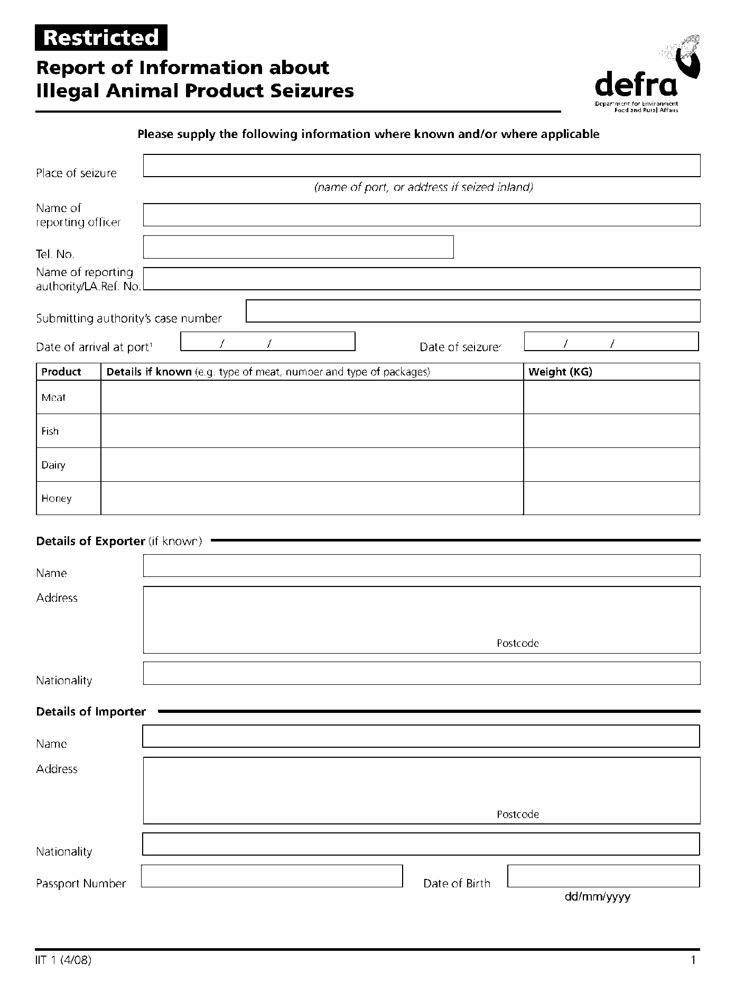 Restricted
Report of Information about
Illegal Animal Product Seizures
defra
Department for Environment
Food and Rural Affairs
Please supply the following information where known and/or where applicable
Place of seizure
(name of port, or address if seized inland)
Name of
reporting officer
Tel. No.
Name of reporting
authority/LA.Ref. No.
Submitting authority's case number
Date of arrival at port¹ / / Date of seizure² / /
Product Details if known (e.g. type of meat, number and type of packages) Weight (KG)
Meat
Fish
Dairy
Honey
Details of Exporter (if known)
Name
Address
Postcode
Nationality
Details of Importer
Name
Address
Postcode
Nationality
Passport Number Date of Birth
dd/mm/yyyy
IIT 1 (4/08) 1